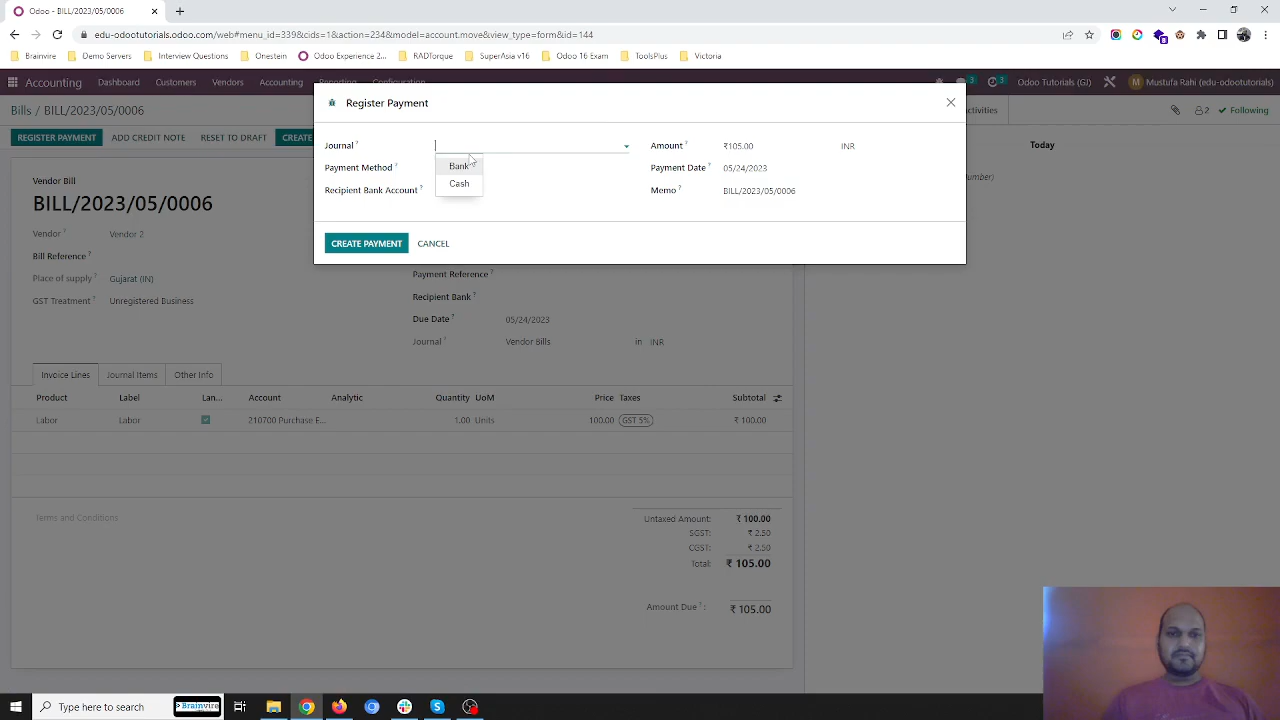 Odoo - BILL/2023/05/0006
edu-odootutorials.odoo.com/web#menu_id=339&cids=1&action=234&model=account.move&view_type=form&id=144
Brainvire
Demo Servers
Interview Questions
Onestein
Odoo Experience 2...
RADTorque
SuperAsia v16
Odoo 16 Exam
ToolsPlus
Victoria
Accounting
Dashboard
Customers
Vendors
Accounting
Reporting
Configuration
3
3
Odoo Tutorials (GJ)
M
Mustufa Rahi (edu-odootutorials)
Bills / BILL/2023/05/0006
Register Payment
2
Following
REGISTER PAYMENT
ADD CREDIT NOTE
RESET TO DRAFT
Journal ?
Bank
Cash
Payment Method ?
Recipient Bank Account ?
Amount ?
₹105.00
INR
Payment Date ?
05/24/2023
Memo ?
BILL/2023/05/0006
CREATE PAYMENT
CANCEL
Today
Vendor Bill
BILL/2023/05/0006
Vendor ?
Vendor 2
Bill Reference ?
Place of supply ?
Gujarat (IN)
GST Treatment ?
Unregistered Business
Payment Reference ?
Recipient Bank ?
Due Date ?
05/24/2023
Journal ?
Vendor Bills
in
INR
Invoice Lines
Journal Items
Other Info
Product
Label
Lan...
Account
Analytic
Quantity
UoM
Price
Taxes
Subtotal
Labor
Labor
210700 Purchase E...
1.00
Units
100.00
GST 5%
₹ 100.00
Terms and Conditions
Untaxed Amount:
₹ 100.00
SGST:
₹ 2.50
CGST:
₹ 2.50
Total:
₹ 105.00
Amount Due ? :
₹ 105.00
Type here to search
Brainvire